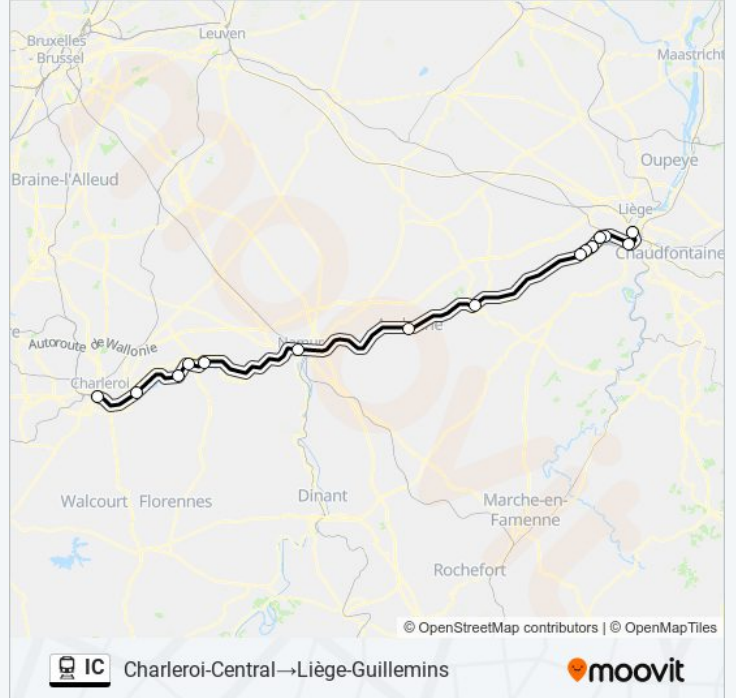 Bruxelles
- Brussel
Leuven
Maastricht
Oupeye
Braine-l'Alleud
Liège
Chaudfontaine
Autoroute de Wallonie
Charleroi
Walcourt
Florennes
Dinant
Marche-en-
Famenne
Rochefort
© OpenStreetMap contributors | © OpenMapTiles
IC
Charleroi-Central→Liège-Guillemins
moovit